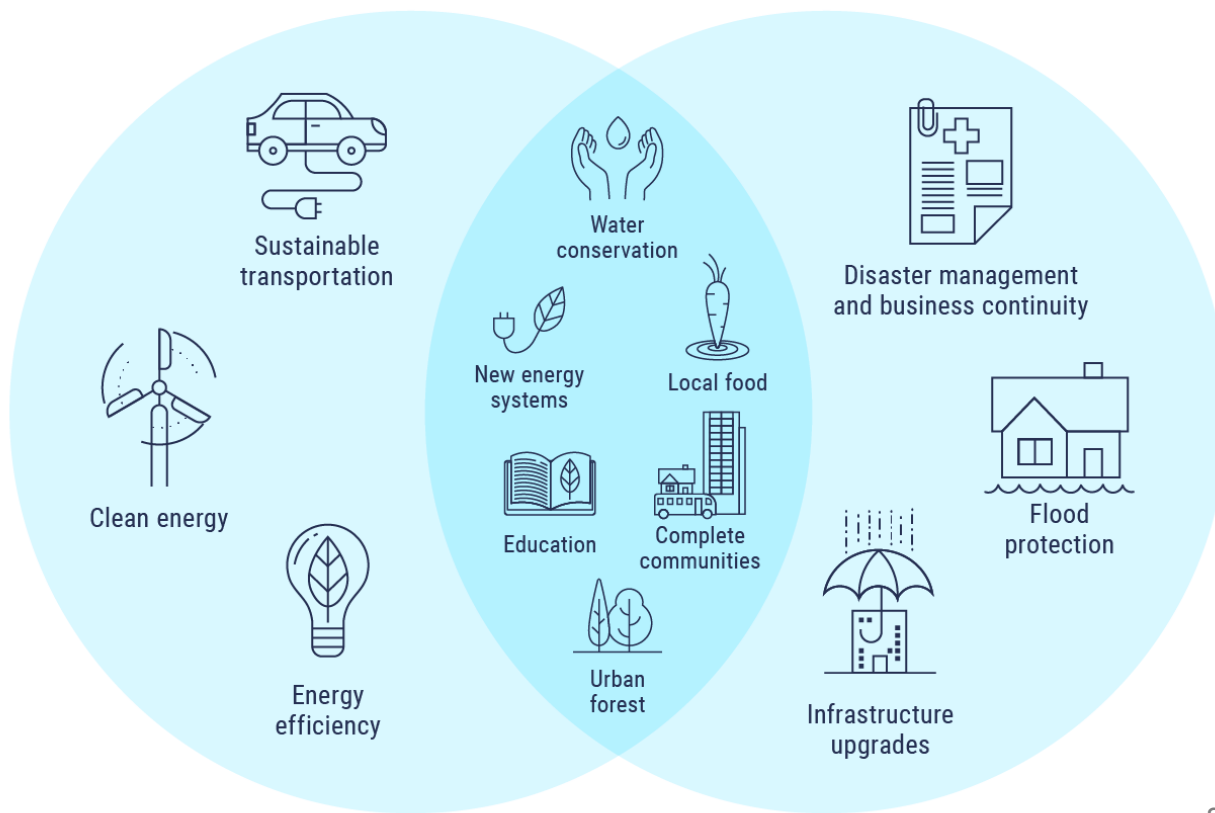 Sustainable
transportation
Clean energy
Energy
efficiency
Water
conservation
New energy
systems
Local food
Education
Complete
communities
Urban
forest
Disaster management
and business continuity
Flood
protection
Infrastructure
upgrades